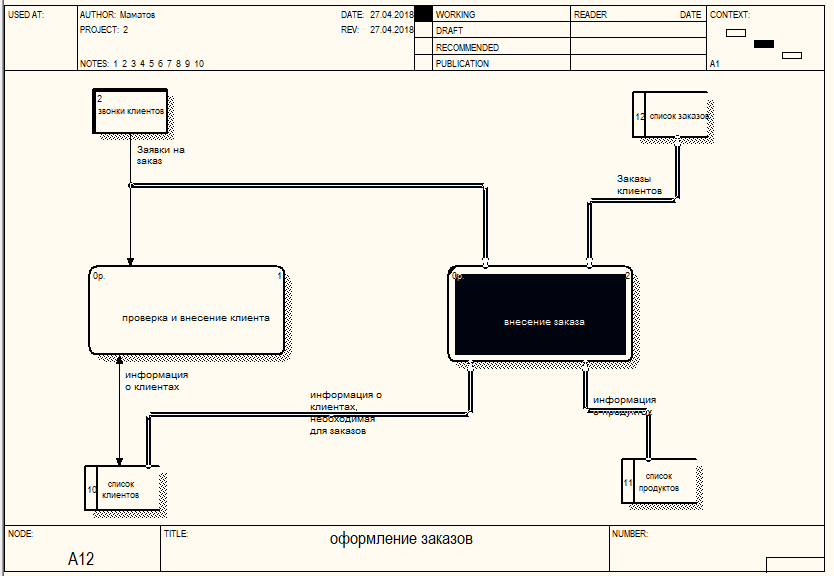 USED AT:
AUTHOR: Маматов
DATE: 27.04.2018
WORKING
READER
DATE
CONTEXT:
PROJECT: 2
REV: 27.04.2018
DRAFT
RECOMMENDED
NOTES: 1 2 3 4 5 6 7 8 9 10
PUBLICATION
A1
2
звонки клиентов
12
список заказов
Заявки на
заказ
Заказы
клиентов
0р.
1
проверка и внесение клиента
0р.
2
внесение заказа
информация
о клиентах
информация о
клиентах,
необходимая
для заказов
информация
о продуктах
10
список
клиентов
11
список
продуктов
NODE:
A12
TITLE:
оформление заказов
NUMBER: